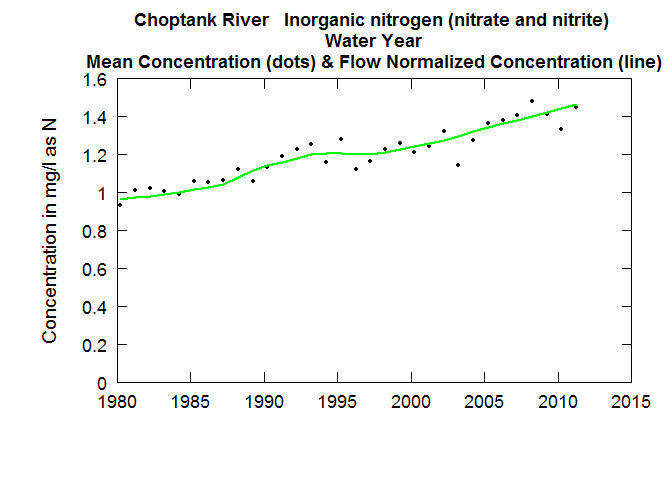 Choptank River   Inorganic nitrogen (nitrate and nitrite)
Water Year
Mean Concentration (dots) & Flow Normalized Concentration (line)
Concentration in mg/l as N
1.6
1.4
1.2
1
0.8
0.6
0.4
0.2
0
1980 1985 1990 1995 2000 2005 2010 2015